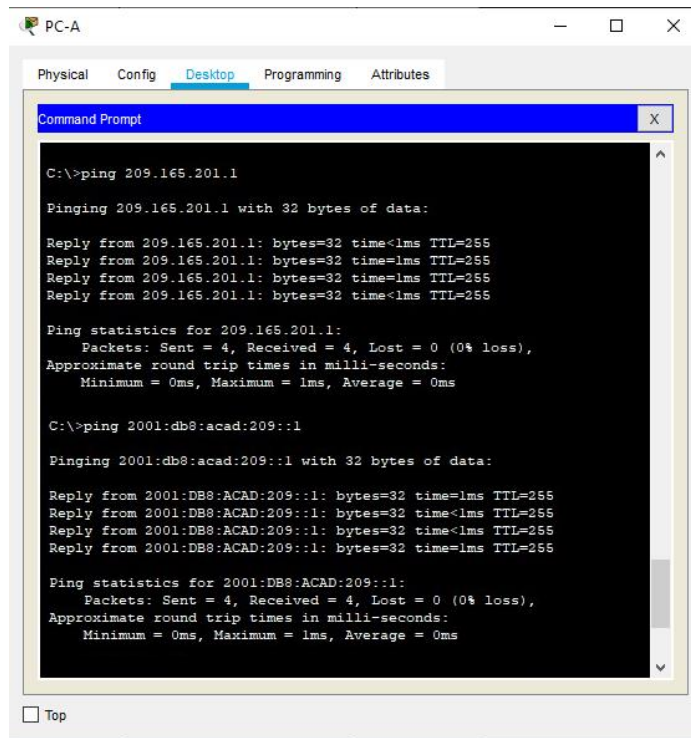 PC-A
Physical Config Desktop Programming Attributes
Command Prompt X
C:\>ping 209.165.201.1
Pinging 209.165.201.1 with 32 bytes of data:
Reply from 209.165.201.1: bytes=32 time<1ms TTL=255
Reply from 209.165.201.1: bytes=32 time<1ms TTL=255
Reply from 209.165.201.1: bytes=32 time=1ms TTL=255
Reply from 209.165.201.1: bytes=32 time<1ms TTL=255
Ping statistics for 209.165.201.1:
Packets: Sent = 4, Received = 4, Lost = 0 (0% loss),
Approximate round trip times in milli-seconds:
Minimum = 0ms, Maximum = 1ms, Average = 0ms
C:\>ping 2001:db8:acad:209::1
Pinging 2001:db8:acad:209::1 with 32 bytes of data:
Reply from 2001:DB8:ACAD:209::1: bytes=32 time=1ms TTL=255
Reply from 2001:DB8:ACAD:209::1: bytes=32 time<1ms TTL=255
Reply from 2001:DB8:ACAD:209::1: bytes=32 time<1ms TTL=255
Reply from 2001:DB8:ACAD:209::1: bytes=32 time=1ms TTL=255
Ping statistics for 2001:DB8:ACAD:209::1:
Packets: Sent = 4, Received = 4, Lost = 0 (0% loss),
Approximate round trip times in milli-seconds:
Minimum = 0ms, Maximum = 1ms, Average = 0ms
Top